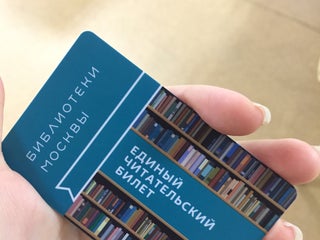 БИБЛИОТЕКИ
МОСКВЫ
ЕДИНЫЙ
ЧИТАТЕЛЬСКИЙ
БИЛЕТ